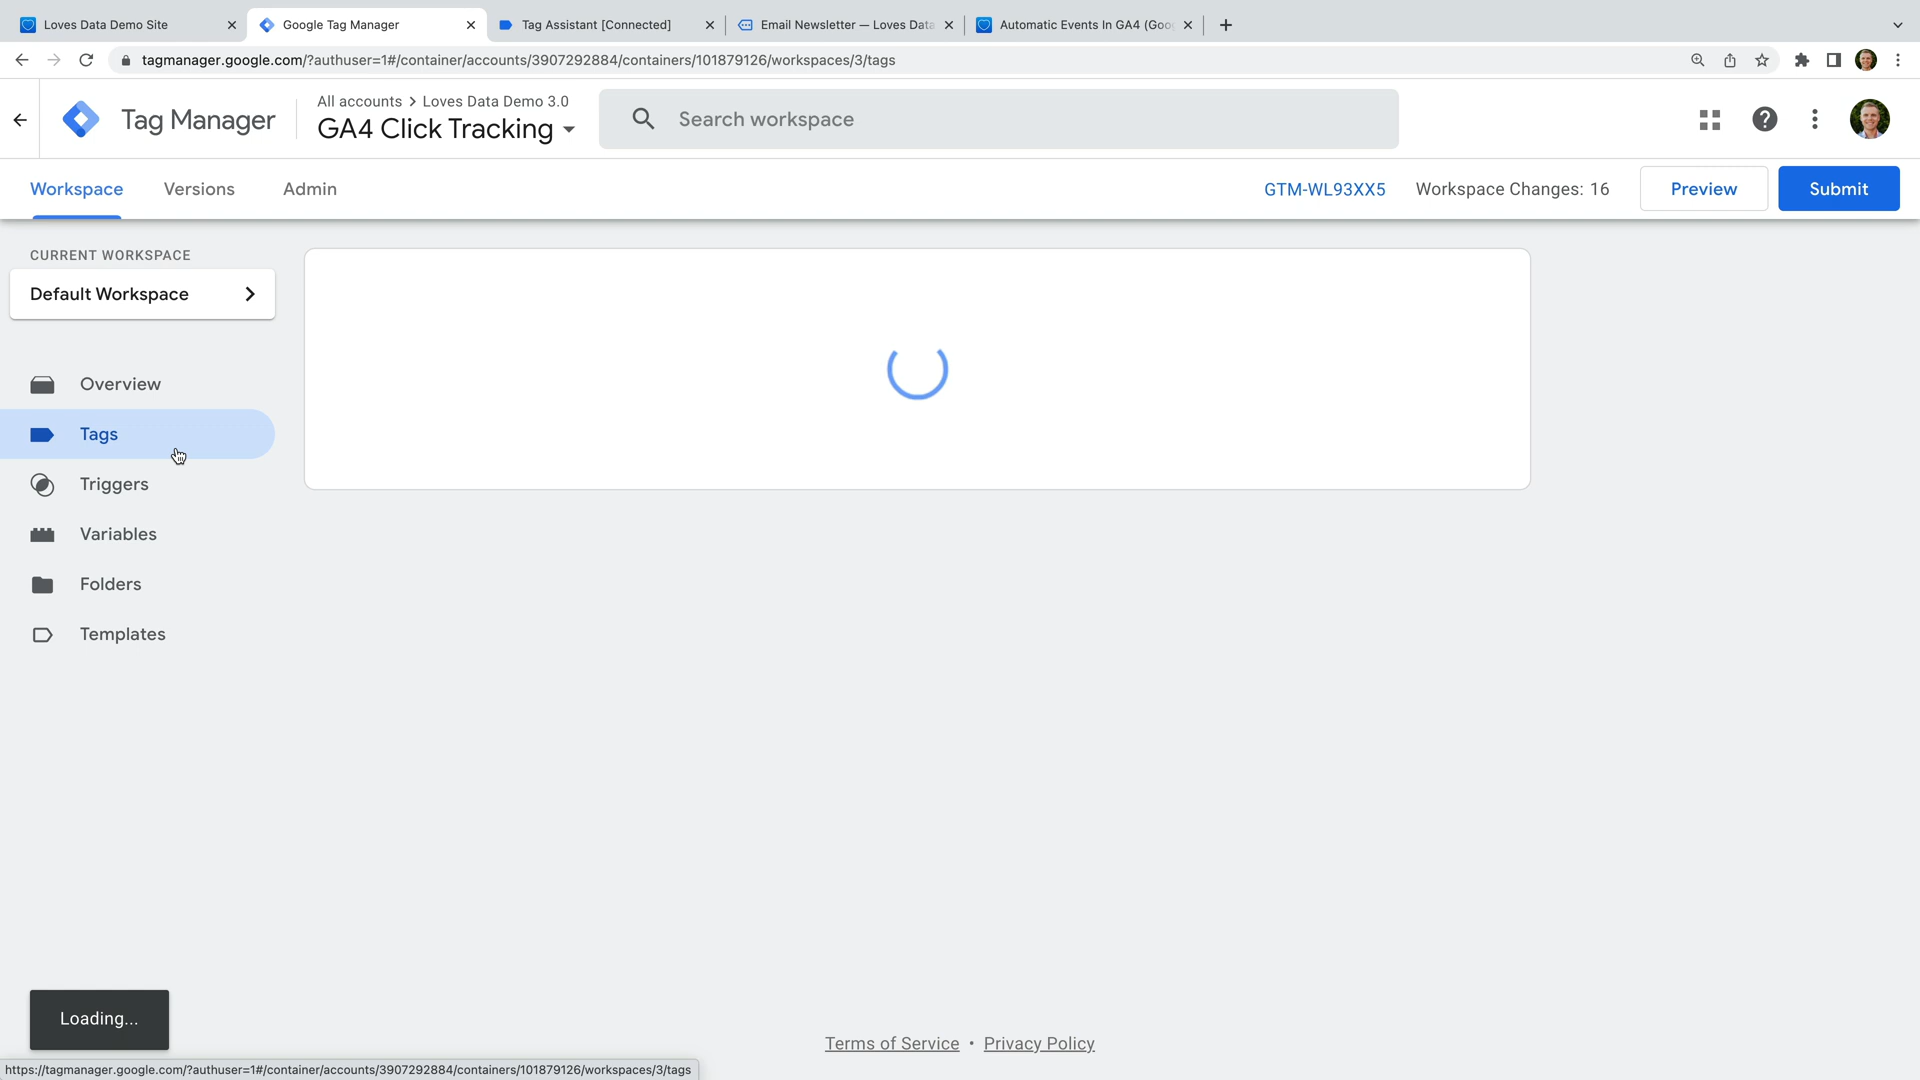 Loves Data Demo Site
Google Tag Manager
Tag Assistant [Connected]
Email Newsletter — Loves Data
Automatic Events In GA4 (Goo
tagmanager.google.com/?authuser=1#/container/accounts/3907292884/containers/101879126/workspaces/3/tags
Tag Manager
All accounts > Loves Data Demo 3.0
GA4 Click Tracking
Search workspace
Workspace
Versions
Admin
GTM-WL93XX5
Workspace Changes: 16
Preview
Submit
CURRENT WORKSPACE
Default Workspace
Overview
Tags
Triggers
Variables
Folders
Templates
Loading...
Terms of Service • Privacy Policy
https://tagmanager.google.com/?authuser=1#/container/accounts/3907292884/containers/101879126/workspaces/3/tags